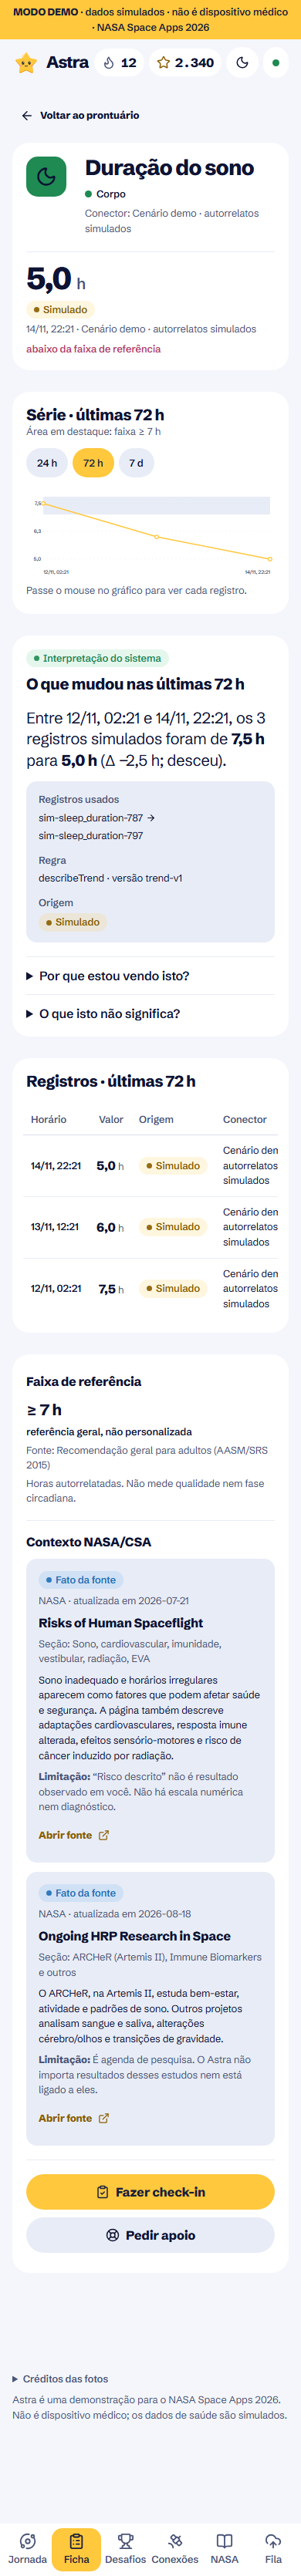 MODO DEMO · dados simulados · não é dispositivo médico
· NASA Space Apps 2026
Astra 12 2.340
Voltar ao prontuário
Duração do sono
Corpo
Conector: Cenário demo · autorrelatos
simulados
5,0 h
Simulado
14/11, 22:21 · Cenário demo · autorrelatos simulados
abaixo da faixa de referência
Série · últimas 72 h
Área em destaque: faixa ≥ 7 h
24 h 72 h 7 d
7,5
6,3
5,0
12/11, 02:21 14/11, 22:21
Passe o mouse no gráfico para ver cada registro.
Interpretação do sistema
O que mudou nas últimas 72 h
Entre 12/11, 02:21 e 14/11, 22:21, os 3
registros simulados foram de 7,5 h
para 5,0 h (Δ −2,5 h; desceu).
Registros usados
sim-sleep_duration-787 →
sim-sleep_duration-797
Regra
describeTrend · versão trend-v1
Origem
Simulado
Por que estou vendo isto?
O que isto não significa?
Registros · últimas 72 h
Horário Valor Origem Conector
14/11, 22:21 5,0 h Simulado Cenário den
autorrelatos
simulados
13/11, 12:21 6,0 h Simulado Cenário den
autorrelatos
simulados
12/11, 02:21 7,5 h Simulado Cenário den
autorrelatos
simulados
Faixa de referência
≥ 7 h
referência geral, não personalizada
Fonte: Recomendação geral para adultos (AASM/SRS
2015)
Horas autorrelatadas. Não mede qualidade nem fase
circadiana.
Contexto NASA/CSA
Fato da fonte
NASA · atualizada em 2026-07-21
Risks of Human Spaceflight
Seção: Sono, cardiovascular, imunidade,
vestibular, radiação, EVA
Sono inadequado e horários irregulares
aparecem como fatores que podem afetar saúde
e segurança. A página também descreve
adaptações cardiovasculares, resposta imune
alterada, efeitos sensório-motores e risco de
câncer induzido por radiação.
Limitação: “Risco descrito” não é resultado
observado em você. Não há escala numérica
nem diagnóstico.
Abrir fonte
Fato da fonte
NASA · atualizada em 2026-08-18
Ongoing HRP Research in Space
Seção: ARCHeR (Artemis II), Immune Biomarkers
e outros
O ARCHeR, na Artemis II, estuda bem-estar,
atividade e padrões de sono. Outros projetos
analisam sangue e saliva, alterações
cérebro/olhos e transições de gravidade.
Limitação: É agenda de pesquisa. O Astra não
importa resultados desses estudos nem está
ligado a eles.
Abrir fonte
Fazer check-in
Pedir apoio
Créditos das fotos
Astra é uma demonstração para o NASA Space Apps 2026.
Não é dispositivo médico; os dados de saúde são simulados.
Jornada Ficha Desafios Conexões NASA Fila